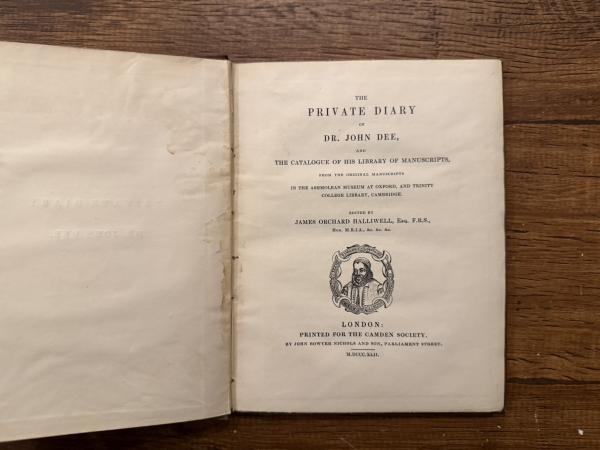 THE
PRIVATE DIARY
OF
DR. JOHN DEE,
AND
THE CATALOGUE OF HIS LIBRARY OF MANUSCRIPTS,
FROM THE ORIGINAL MANUSCRIPTS
IN THE ASHMOLEAN MUSEUM AT OXFORD, AND TRINITY
COLLEGE LIBRARY, CAMBRIDGE.
EDITED BY
JAMES ORCHARD HALLIWELL, Esq. F.R.S.,
Hon. M.R.I.A., &c. &c. &c.
LONDON:
PRINTED FOR THE CAMDEN SOCIETY,
BY JOHN BOWYER NICHOLS AND SON, PARLIAMENT STREET.
M.DCCC.XLII.